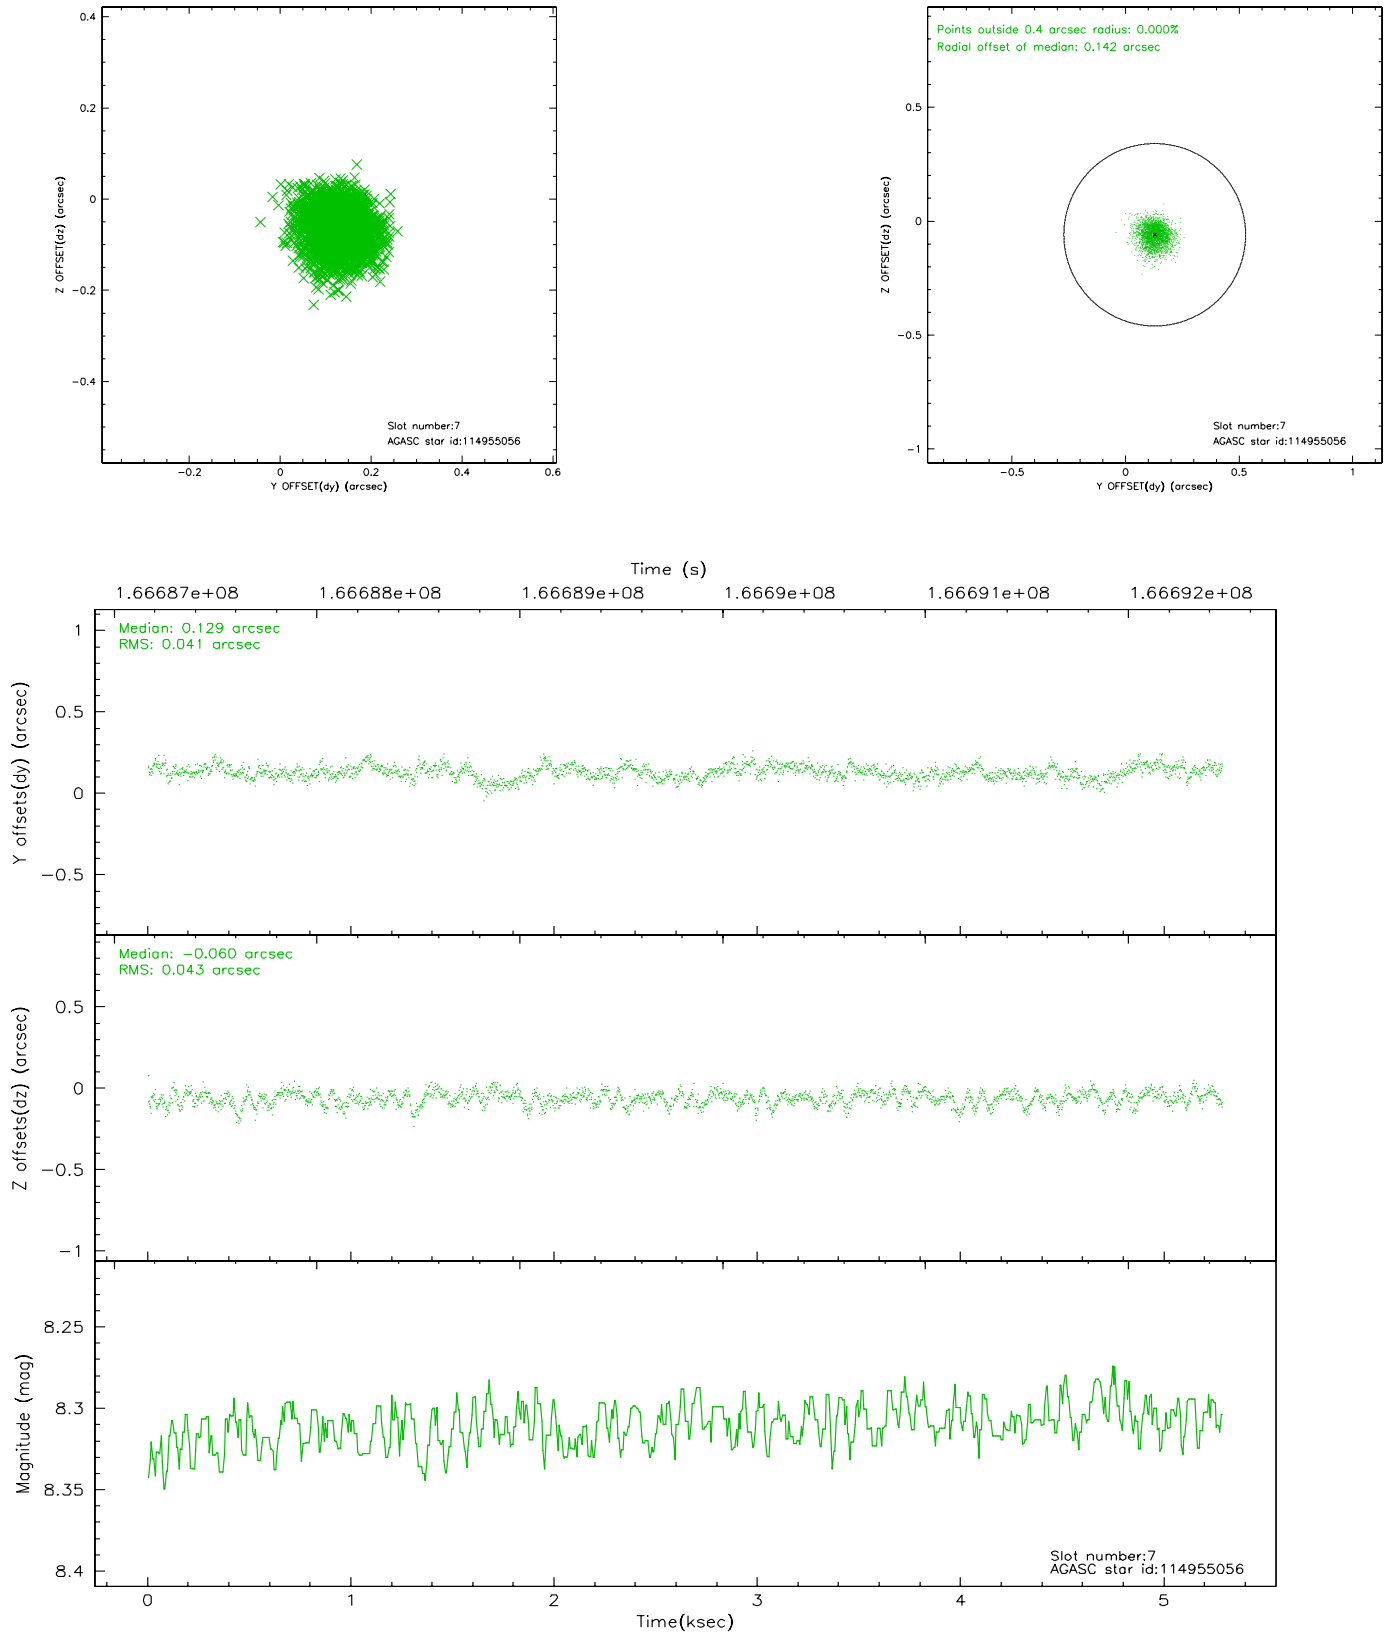 0.4
0.2
0
−0.2
−0.4
Z OFFSET(dz) (arcsec)
Slot number:7
AGASC star id:114955056
−0.2
0
0.2
0.4
0.6
Y OFFSET(dy) (arcsec)
Points outside 0.4 arcsec radius: 0.000%
Radial offset of median: 0.142 arcsec
0.5
0
−0.5
−1
Z OFFSET(dz) (arcsec)
Slot number:7
AGASC star id:114955056
−0.5
0
0.5
1
Y OFFSET(dy) (arcsec)
Time (s)
1.66687e+08
1.66688e+08
1.66689e+08
1.6669e+08
1.66691e+08
1.66692e+08
Median: 0.129 arcsec
RMS: 0.041 arcsec
1
0.5
0
−0.5
Y offsets(dy) (arcsec)
Median: −0.060 arcsec
RMS: 0.043 arcsec
0.5
0
−0.5
−1
Z offsets(dz) (arcsec)
8.25
8.3
8.35
8.4
Magnitude (mag)
Slot number:7
AGASC star id:114955056
0
1
2
3
4
5
Time(ksec)